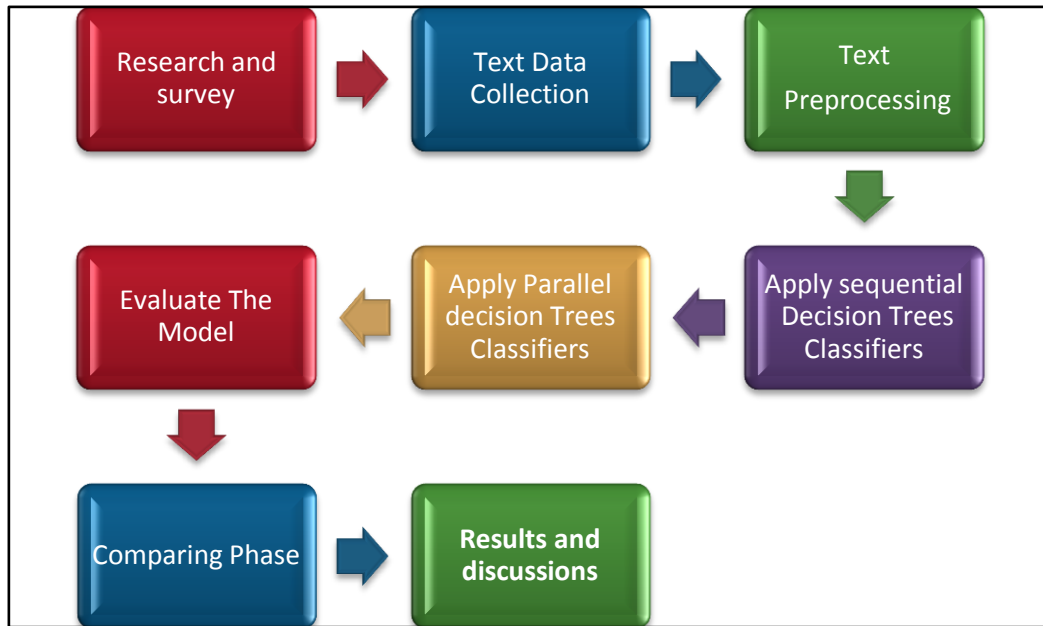 Research and
survey
Text Data
Collection
Text
Preprocessing
Apply sequential
Decision Trees
Classifiers
Apply Parallel
decision Trees
Classifiers
Evaluate The
Model
Comparing Phase
Results and
discussions